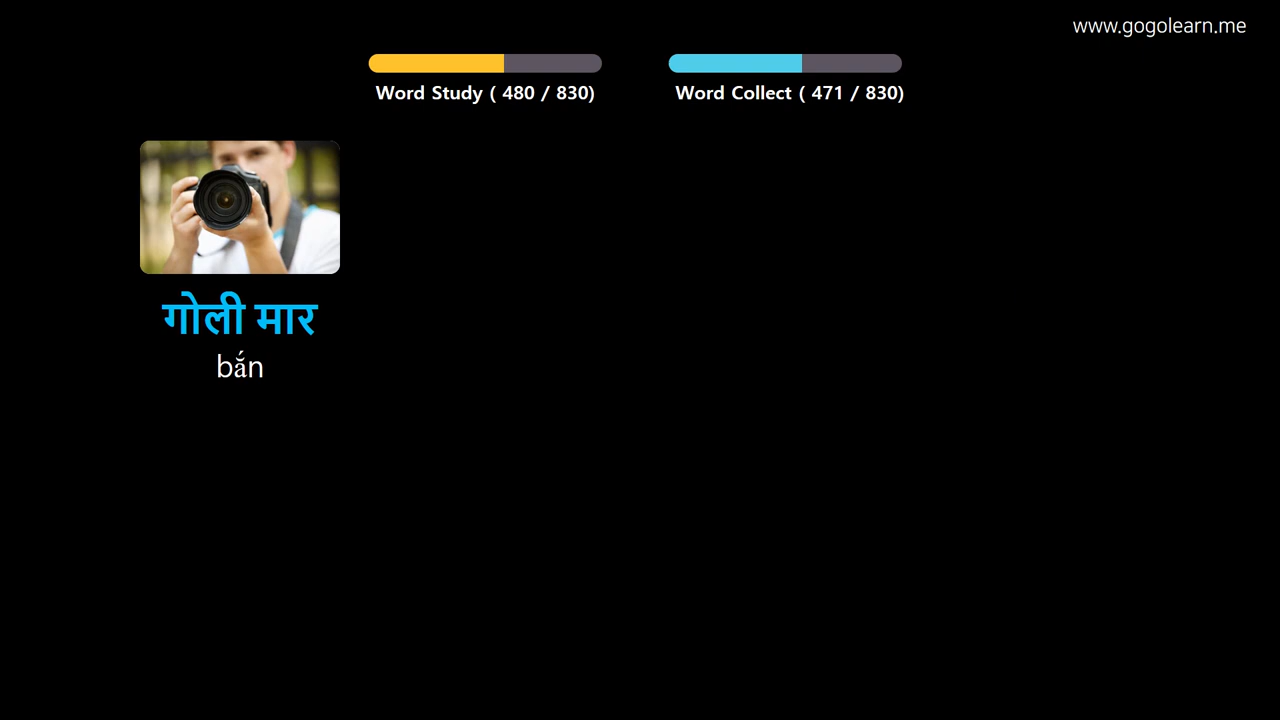 www.gogolearn.me
Word Study ( 480 / 830)
Word Collect ( 471 / 830)
गोली मार
bắn